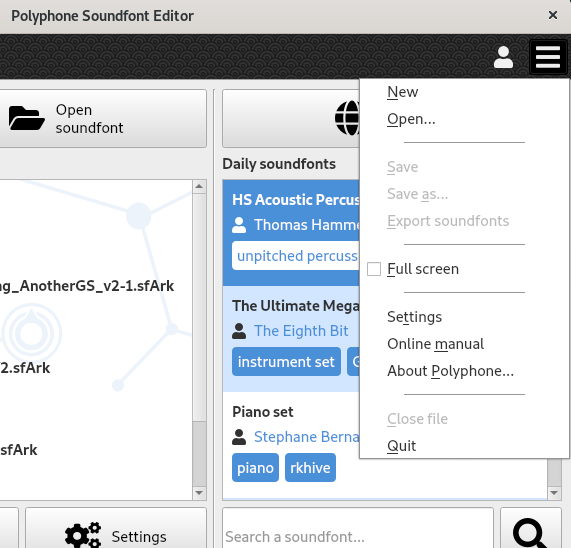 Polyphone Soundfont Editor
Open
soundfont
Daily soundfonts
HS Acoustic Percus
Thomas Hamme
unpitched percuss
ng_AnotherGS_v2-1.sfArk
The Ultimate Mega
The Eighth Bit
instrument set
G
2.sfArk
Piano set
Stephane Berna
piano
rkhive
sfArk
Settings
Search a soundfont...
New
Open...
Save
Save as...
Export soundfonts
Full screen
Settings
Online manual
About Polyphone...
Close file
Quit